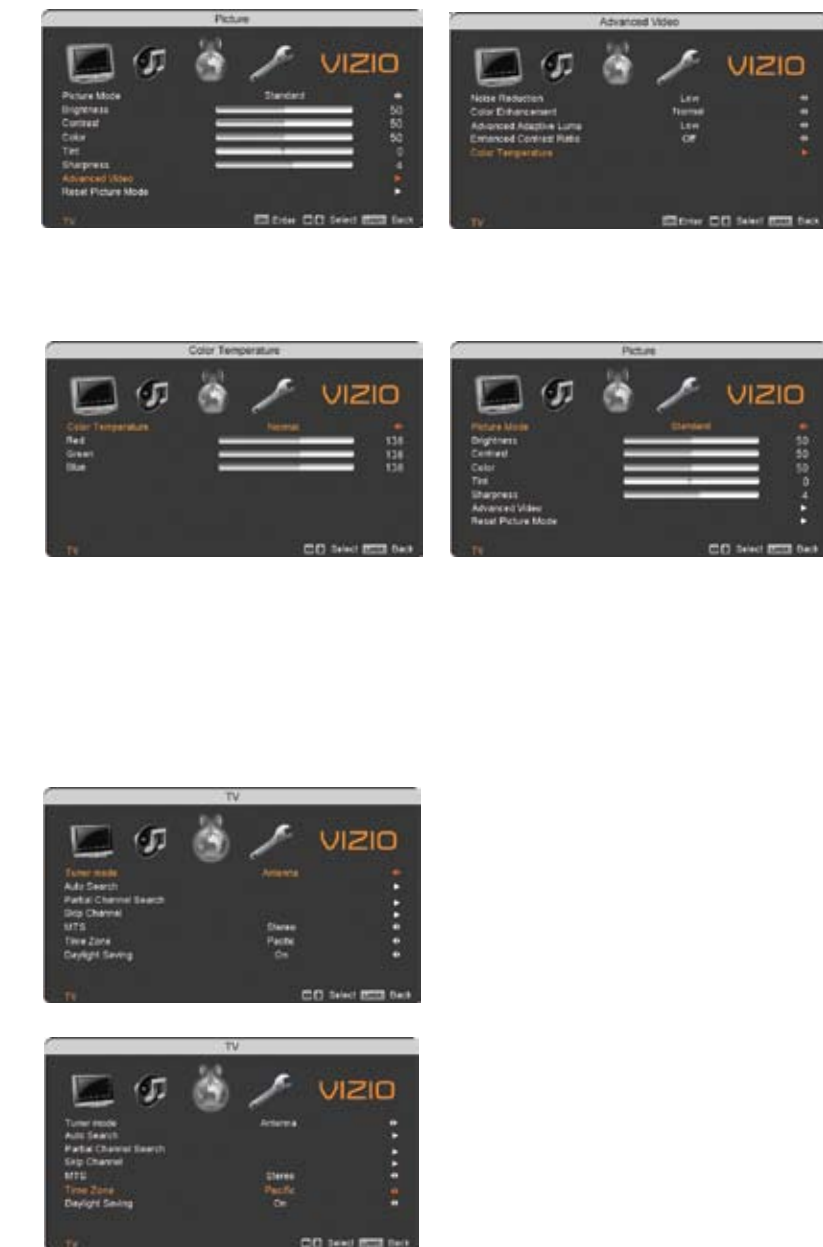 Picture
VIZIO
Picture Mode Standard
Brightness 50
Contrast 50
Color 50
Tint 0
Sharpness 4
Advanced Video
Reset Picture Mode
TV Enter Select Back
Advanced Video
VIZIO
Noise Reduction Low
Color Enhancement Normal
Advanced Adaptive Luma Low
Enhanced Contrast Ratio Off
Color Temperature
TV Enter Select Back
Color Temperature
VIZIO
Color Temperature Normal
Red 138
Green 138
Blue 138
TV Select Back
Picture
VIZIO
Picture Mode Standard
Brightness 50
Contrast 50
Color 50
Tint 0
Sharpness 4
Advanced Video
Reset Picture Mode
TV Select Back
TV
VIZIO
Tuner mode Antenna
Auto Search
Partial Channel Search
Skip Channel
MTS Stereo
Time Zone Pacific
Daylight Saving On
TV Select Back
TV
VIZIO
Tuner mode Antenna
Auto Search
Partial Channel Search
Skip Channel
MTS Stereo
Time Zone Pacific
Daylight Saving On
TV Select Back